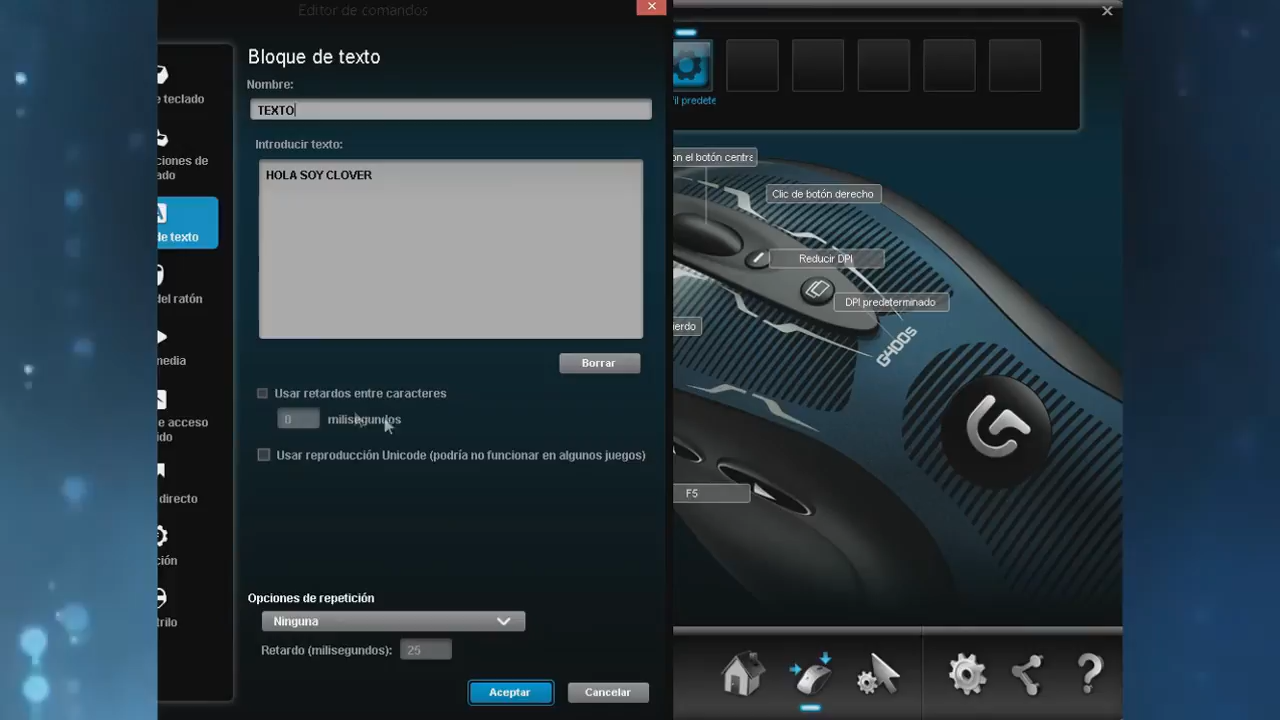 Editor de comandos
Bloque de texto
Nombre:
TEXTO
Introducir texto:
HOLA SOY CLOVER
Borrar
Usar retardos entre caracteres
0
milisegundos
Usar reproducción Unicode (podría no funcionar en algunos juegos)
Opciones de repetición
Ninguna
Retardo (milisegundos):
25
Aceptar
Cancelar
e teclado
ciones de
ado
A
de texto
del ratón
media
e acceso
ido
directo
ción
trilo
il predete
on el botón centra
Clic de botón derecho
Reducir DPI
DPI predeterminado
ierdo
G400s
F5